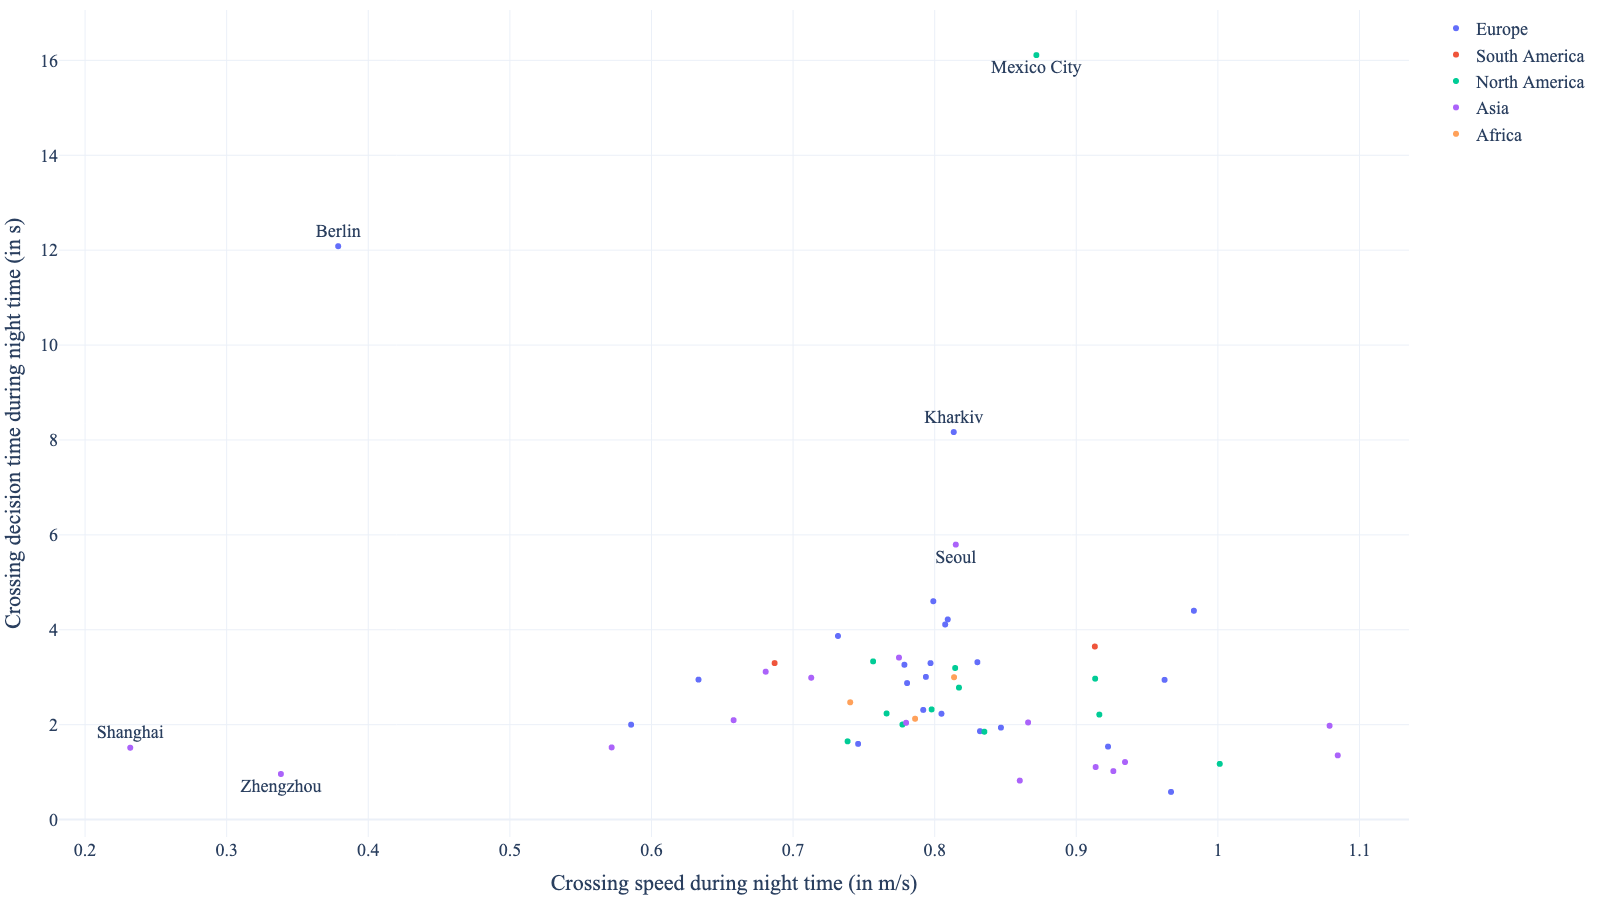 Europe
South America
North America
Asia
Africa
Mexico City
Berlin
Kharkiv
Seoul
Shanghai
Zhengzhou
16
14
12
10
8
6
4
2
0
0.2
0.3
0.4
0.5
0.6
0.7
0.8
0.9
1
1.1
Crossing speed during night time (in m/s)
Crossing decision time during night time (in s)